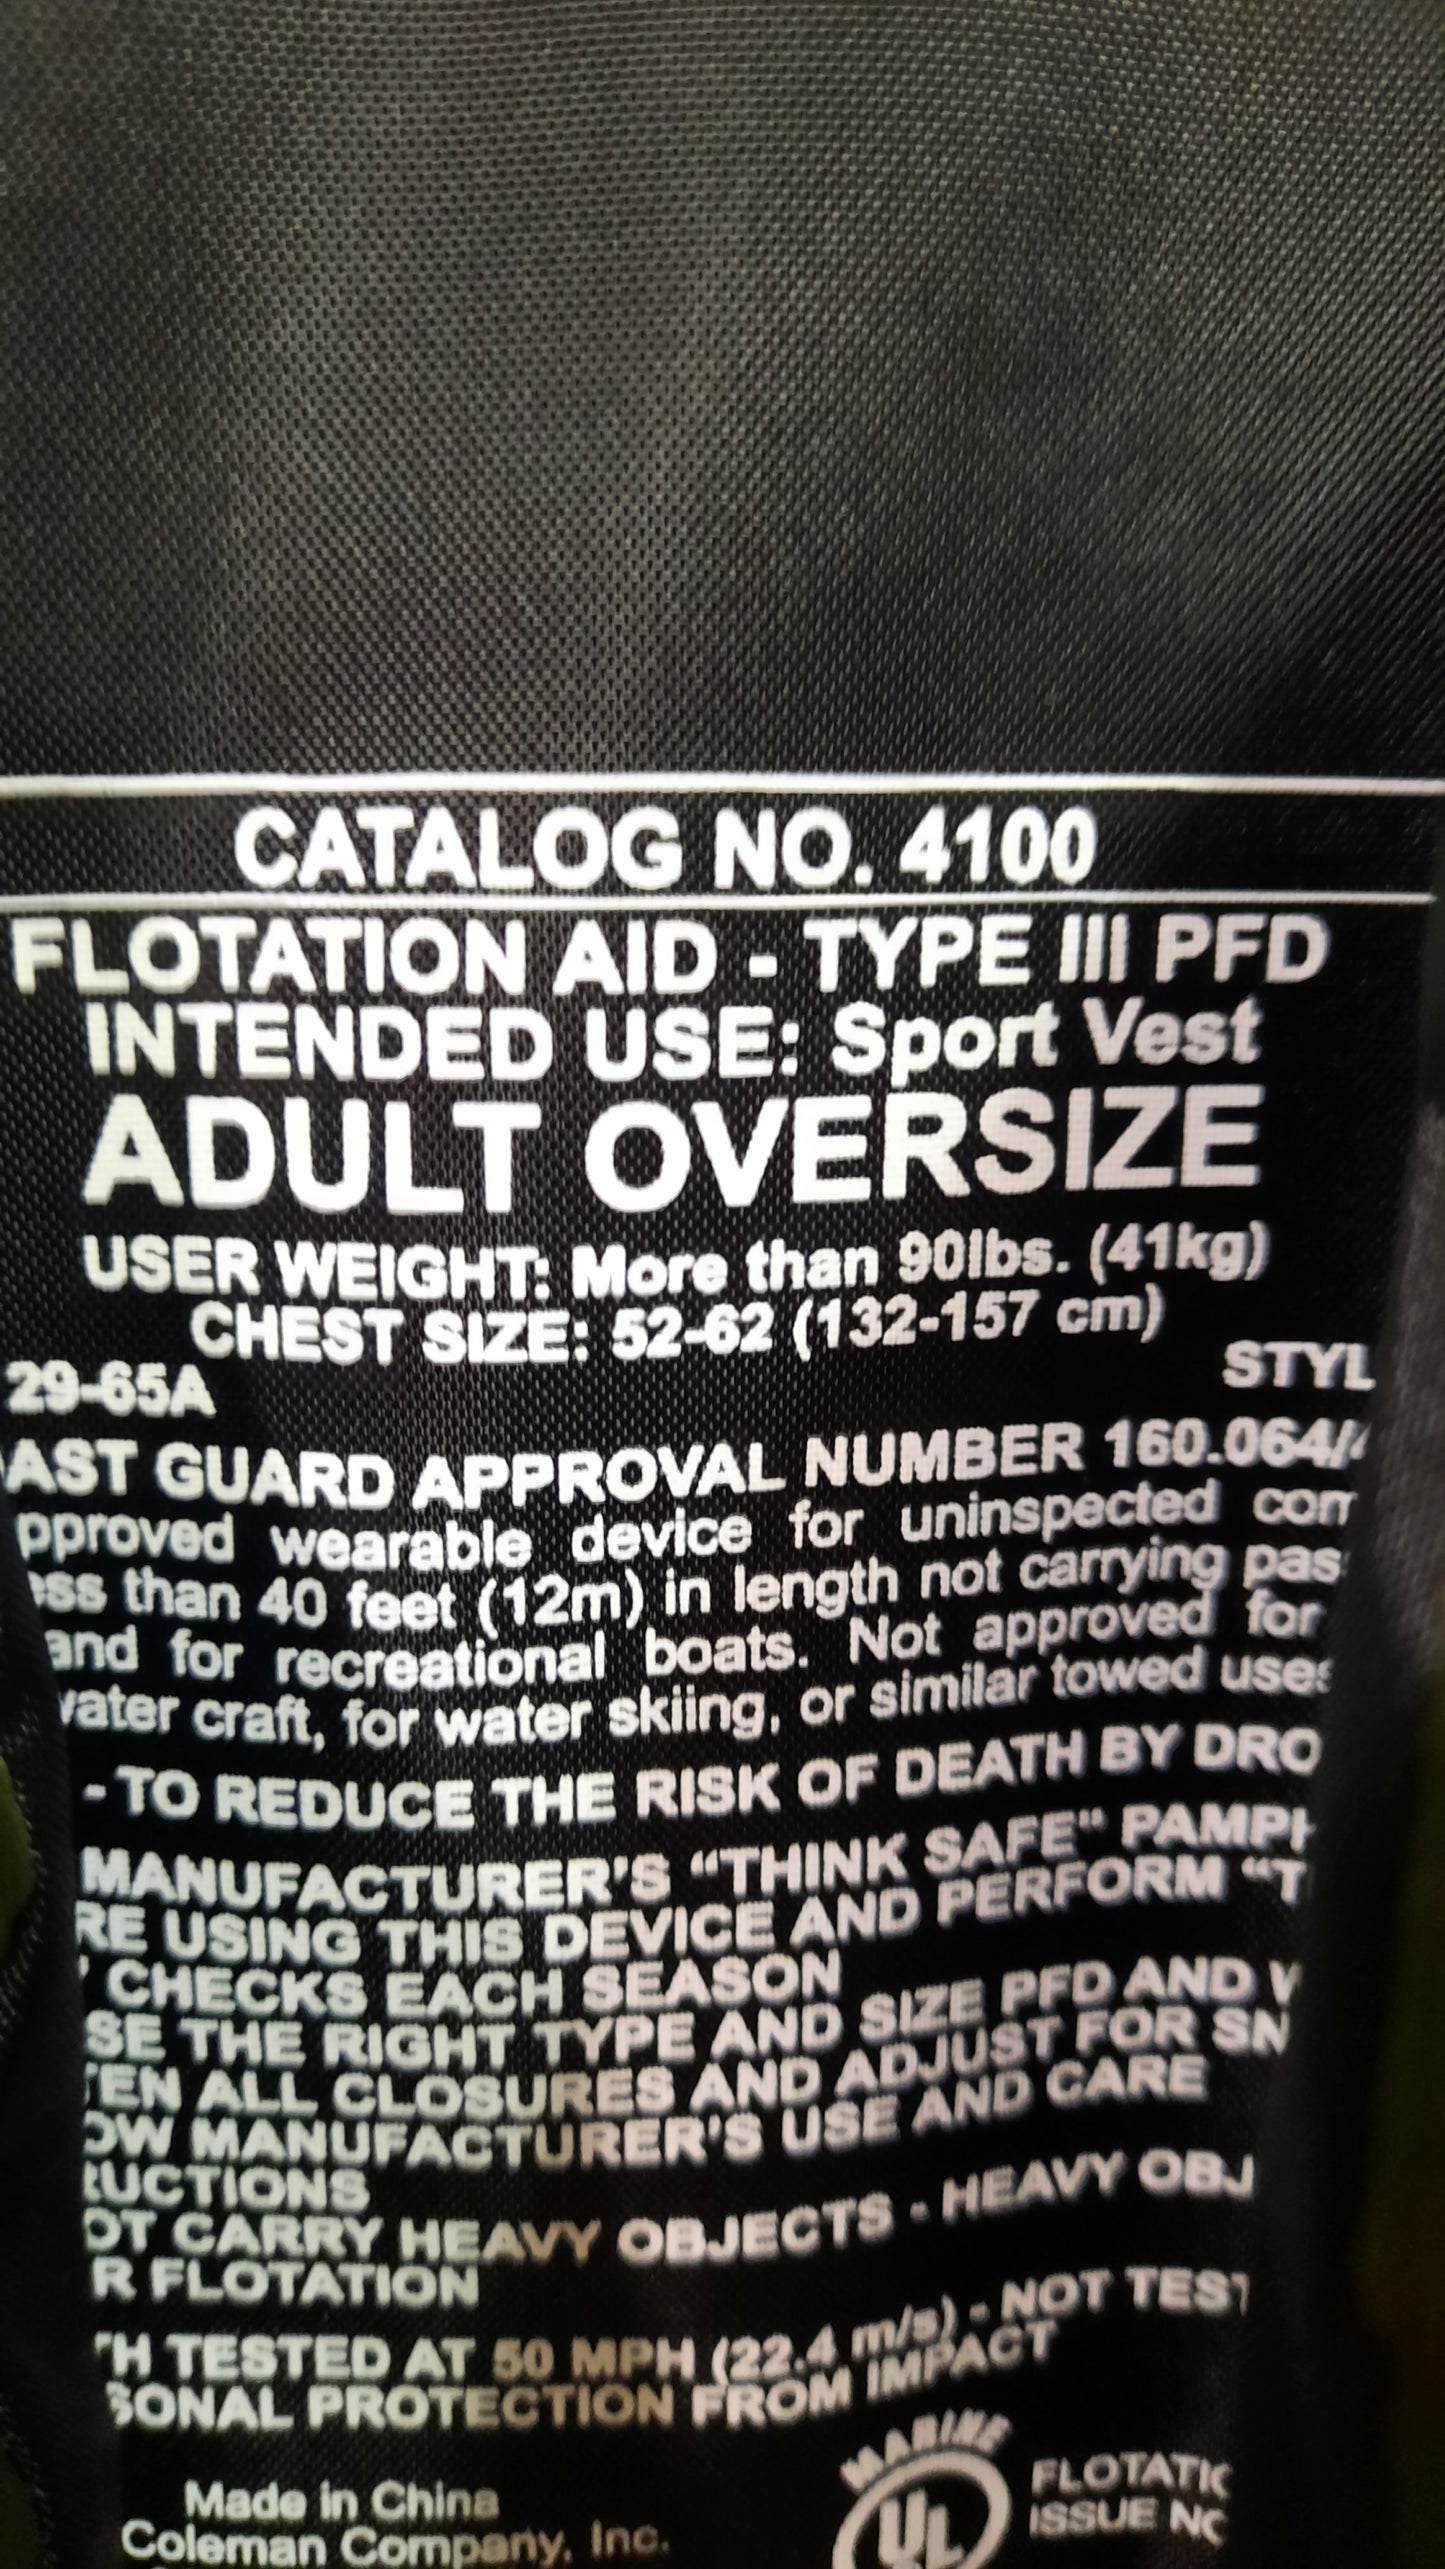 CATALOG NO. 4100
FLOTATION AID - TYPE III PFD
INTENDED USE: Sport Vest
ADULT OVERSIZE
USER WEIGHT: More than 90lbs. (41kg)
CHEST SIZE: 52-62 (132-157 cm)
29-65A STYL
AST GUARD APPROVAL NUMBER 160.064/
pproved wearable device for uninspected com
ess than 40 feet (12m) in length not carrying pas
and for recreational boats. Not approved for
water craft, for water skiing, or similar towed uses
- TO REDUCE THE RISK OF DEATH BY DRO
MANUFACTURER'S “THINK SAFE" PAMPH
RE USING THIS DEVICE AND PERFORM “T
CHECKS EACH SEASON
SE THE RIGHT TYPE AND SIZE PFD AND W
TEN ALL CLOSURES AND ADJUST FOR SN
OW MANUFACTURER'S USE AND CARE
RUCTIONS
OT CARRY HEAVY OBJECTS - HEAVY OBJ
R FLOTATION
TH TESTED AT 50 MPH (22.4 m/s) - NOT TEST
SONAL PROTECTION FROM IMPACT
Made in China
Coleman Company, Inc.
MARINE
UL
FLOTATIO
ISSUE NO